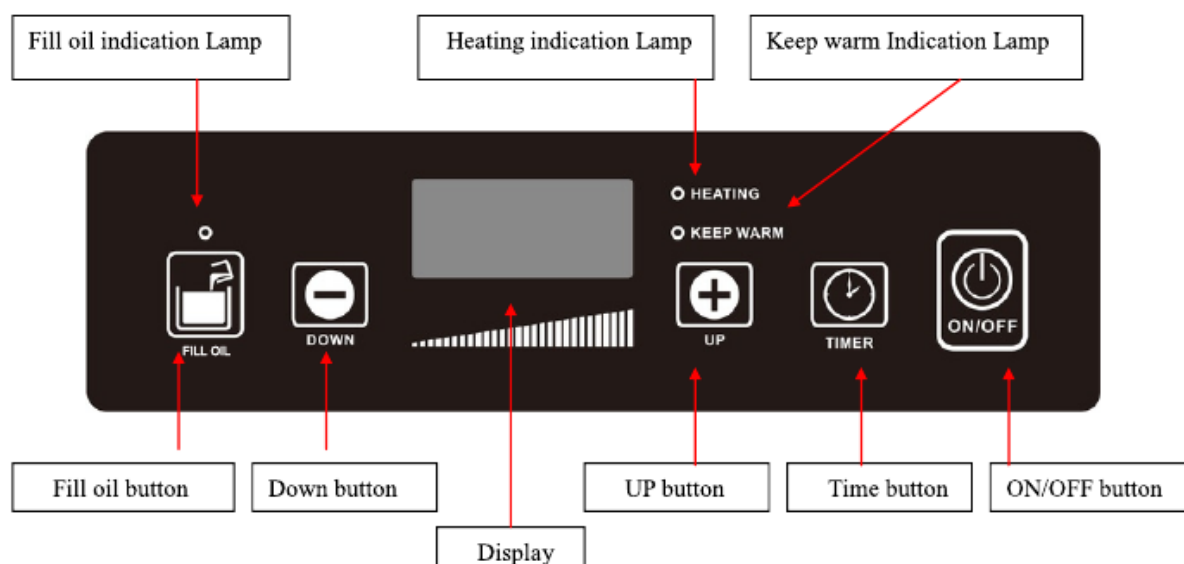 Fill oil indication Lamp
Heating indication Lamp
Keep warm Indication Lamp
HEATING
KEEP WARM
FILL OIL
DOWN
UP
TIMER
ON/OFF
Fill oil button
Down button
UP button
Time button
ON/OFF button
Display